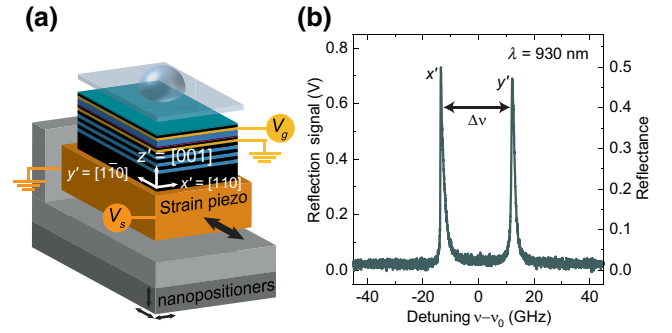 (a)
V_g
z' = [001]
y' = [11̅0]
x' = [110]
Strain piezo
V_s
nanopositioners
(b)
λ = 930 nm
x'
y'
Δν
Reflection signal (V)
0.8
0.6
0.4
0.2
0.0
Reflectance
0.5
0.4
0.3
0.2
0.1
0.0
-40 -20 0 20 40
Detuning ν−ν₀ (GHz)